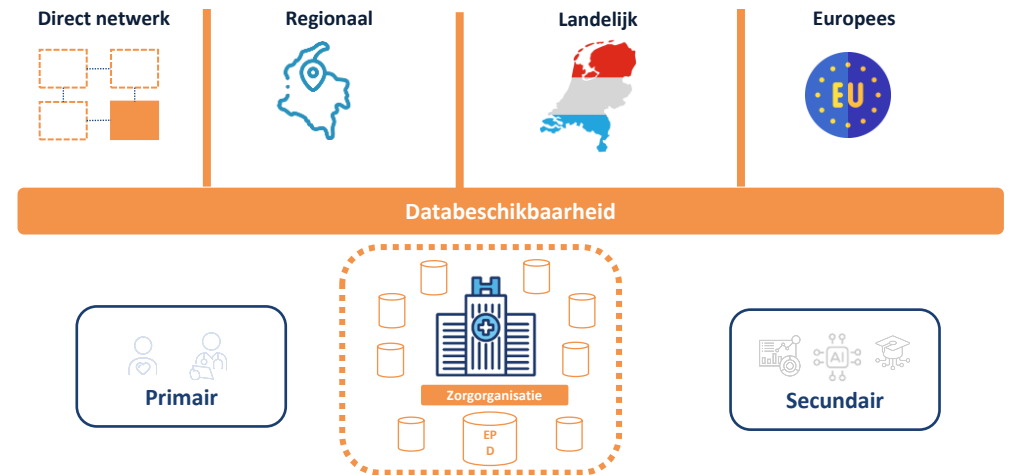 Direct netwerk
Regionaal
Landelijk
Europees
EU
Databeschikbaarheid
Primair
Zorgorganisatie
EP
D
AI
Secundair